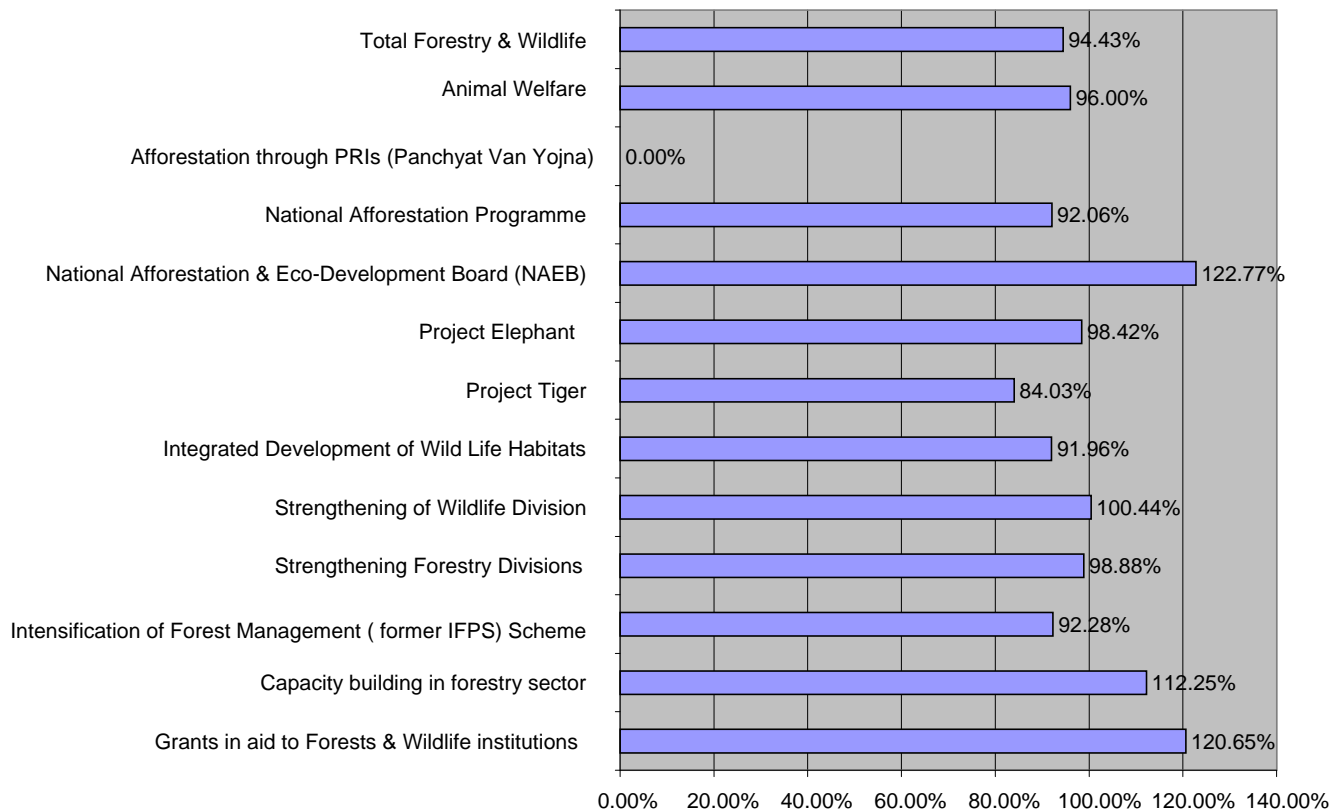 Total Forestry & Wildlife 94.43%
Animal Welfare 96.00%
Afforestation through PRIs (Panchyat Van Yojna) 0.00%
National Afforestation Programme 92.06%
National Afforestation & Eco-Development Board (NAEB) 122.77%
Project Elephant 98.42%
Project Tiger 84.03%
Integrated Development of Wild Life Habitats 91.96%
Strengthening of Wildlife Division 100.44%
Strengthening Forestry Divisions 98.88%
Intensification of Forest Management ( former IFPS) Scheme 92.28%
Capacity building in forestry sector 112.25%
Grants in aid to Forests & Wildlife institutions 120.65%
0.00% 20.00% 40.00% 60.00% 80.00% 100.00% 120.00% 140.00%